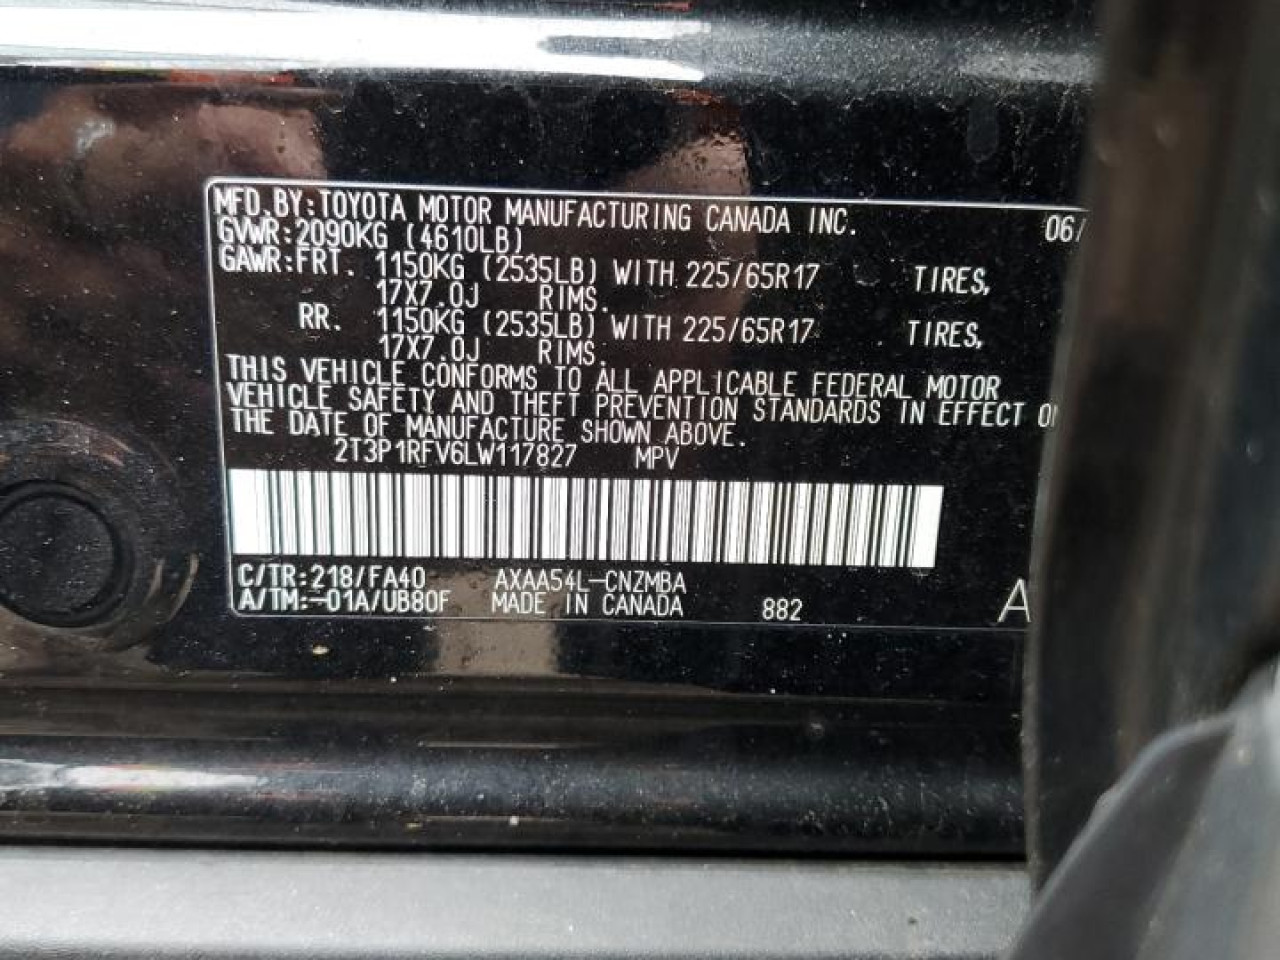 MFD.BY:TOYOTA MOTOR MANUFACTURING CANADA INC. 06/
GVWR:2090KG (4610LB)
GAWR:FRT. 1150KG (2535LB) WITH 225/65R17 TIRES,
17X7.0J RIMS.
RR. 1150KG (2535LB) WITH 225/65R17 TIRES,
17X7.0J RIMS.
THIS VEHICLE CONFORMS TO ALL APPLICABLE FEDERAL MOTOR
VEHICLE SAFETY AND THEFT PREVENTION STANDARDS IN EFFECT
THE DATE OF MANUFACTURE SHOWN ABOVE.
2T3P1RFV6LW117827 MPV
C/TR:218/FA40 AXAA54L-CNZMBA
A/TM:-01A/UB80F MADE IN CANADA 882 A